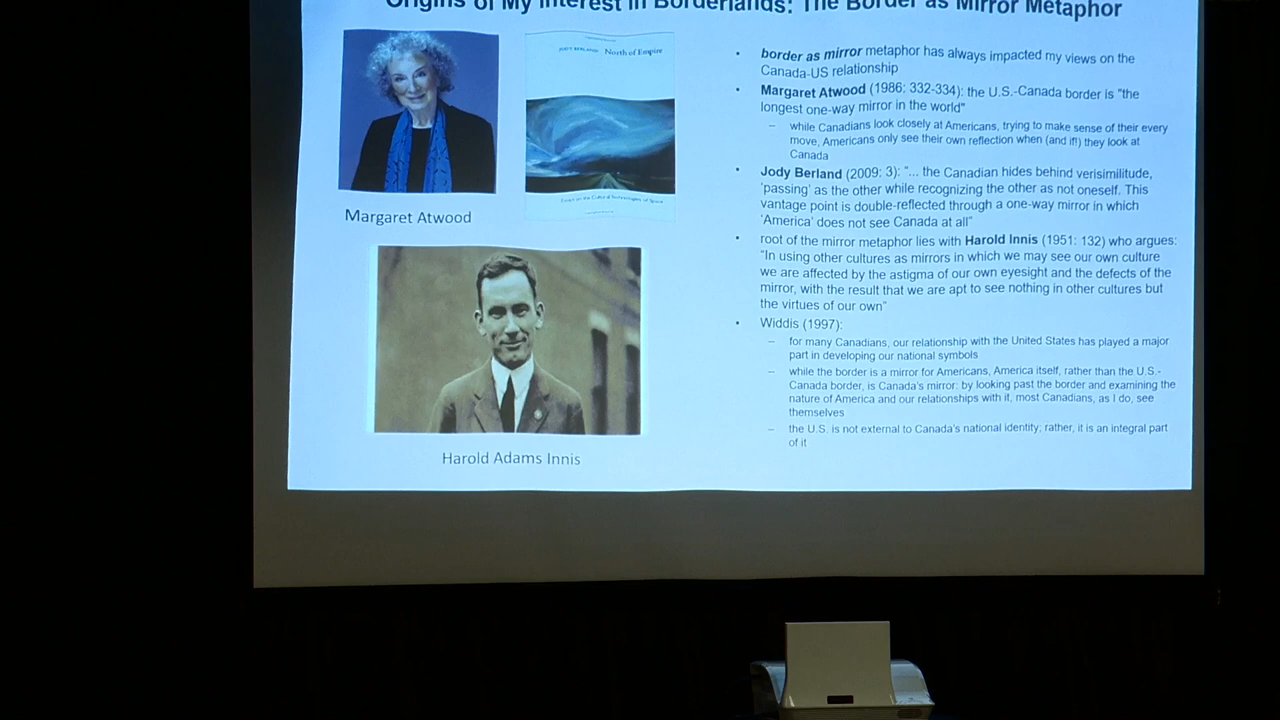 Origins of My Interest in Borderlands: The Border as Mirror Metaphor
JODY BERLAND North of Empire
Essays on the Cultural Technologies of Space
Margaret Atwood
Harold Adams Innis
• border as mirror metaphor has always impacted my views on the
Canada-US relationship
• Margaret Atwood (1986: 332-334): the U.S.-Canada border is "the
longest one-way mirror in the world"
– while Canadians look closely at Americans, trying to make sense of their every
move, Americans only see their own reflection when (and if!) they look at
Canada
• Jody Berland (2009: 3): "... the Canadian hides behind verisimilitude,
'passing' as the other while recognizing the other as not oneself. This
vantage point is double-reflected through a one-way mirror in which
'America' does not see Canada at all"
• root of the mirror metaphor lies with Harold Innis (1951: 132) who argues:
"In using other cultures as mirrors in which we may see our own culture
we are affected by the astigma of our own eyesight and the defects of the
mirror, with the result that we are apt to see nothing in other cultures but
the virtues of our own"
• Widdis (1997):
– for many Canadians, our relationship with the United States has played a major
part in developing our national symbols
– while the border is a mirror for Americans, America itself, rather than the U.S.-
Canada border, is Canada's mirror: by looking past the border and examining the
nature of America and our relationships with it, most Canadians, as I do, see
themselves
– the U.S. is not external to Canada's national identity; rather, it is an integral part
of it